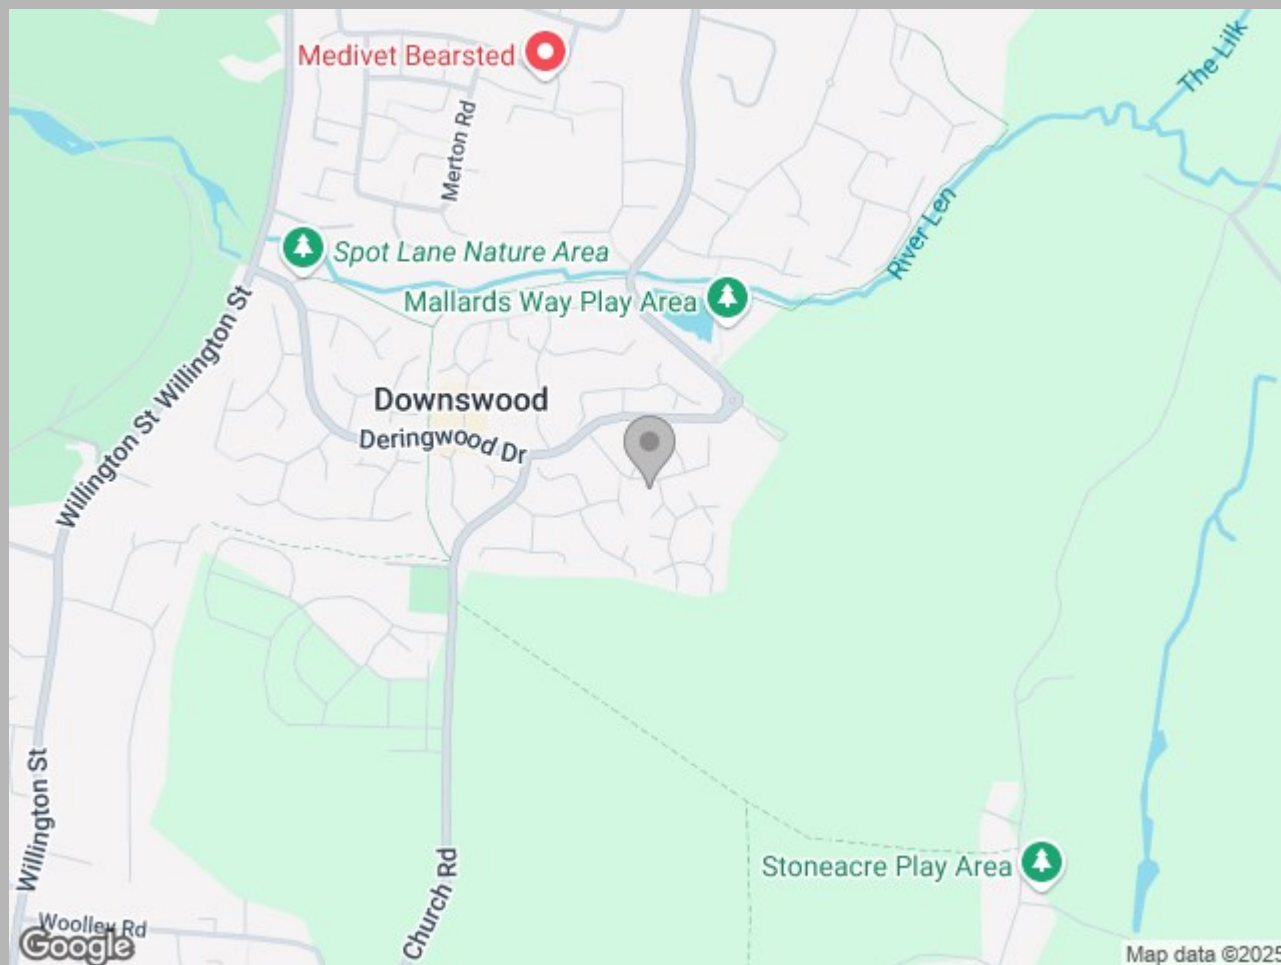 The Lilk
Medivet Bearsted
Merton Rd
River Len
Spot Lane Nature Area
Mallards Way Play Area
Willington St
Willington St
Downswood
Deringwood Dr
Willington St
Church Rd
Stoneacre Play Area
Woolley Rd
Google
Map data ©2025